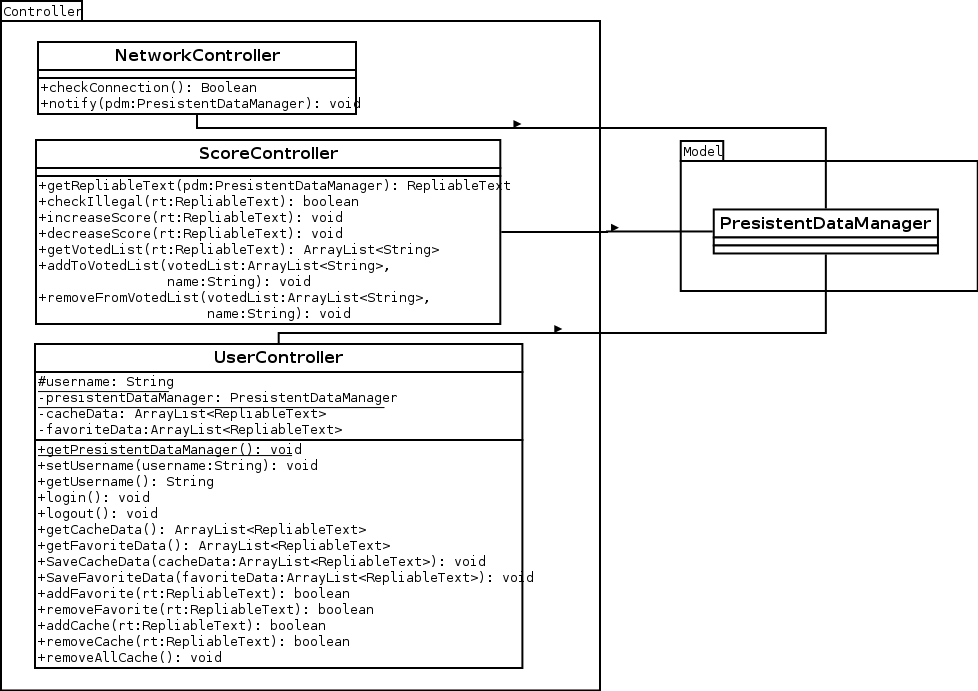 Controller
NetworkController
+checkConnection(): Boolean
+notify(pdm:PresistentDataManager): void
ScoreController
+getRepliableText(pdm:PresistentDataManager): RepliableText
+checkIllegal(rt:RepliableText): boolean
+increaseScore(rt:RepliableText): void
+decreaseScore(rt:RepliableText): void
+getVotedList(rt:RepliableText): ArrayList<String>
+addToVotedList(votedList:ArrayList<String>,
name:String): void
+removeFromVotedList(votedList:ArrayList<String>,
name:String): void
UserController
#username: String
-presistentDataManager: PresistentDataManager
-cacheData: ArrayList<RepliableText>
-favoriteData:ArrayList<RepliableText>
+getPresistentDataManager(): void
+setUsername(username:String): void
+getUsername(): String
+login(): void
+logout(): void
+getCacheData(): ArrayList<RepliableText>
+getFavoriteData(): ArrayList<RepliableText>
+SaveCacheData(cacheData:ArrayList<RepliableText>): void
+SaveFavoriteData(favoriteData:ArrayList<RepliableText>): void
+addFavorite(rt:RepliableText): boolean
+removeFavorite(rt:RepliableText): boolean
+addCache(rt:RepliableText): boolean
+removeCache(rt:RepliableText): boolean
+removeAllCache(): void
Model
PresistentDataManager